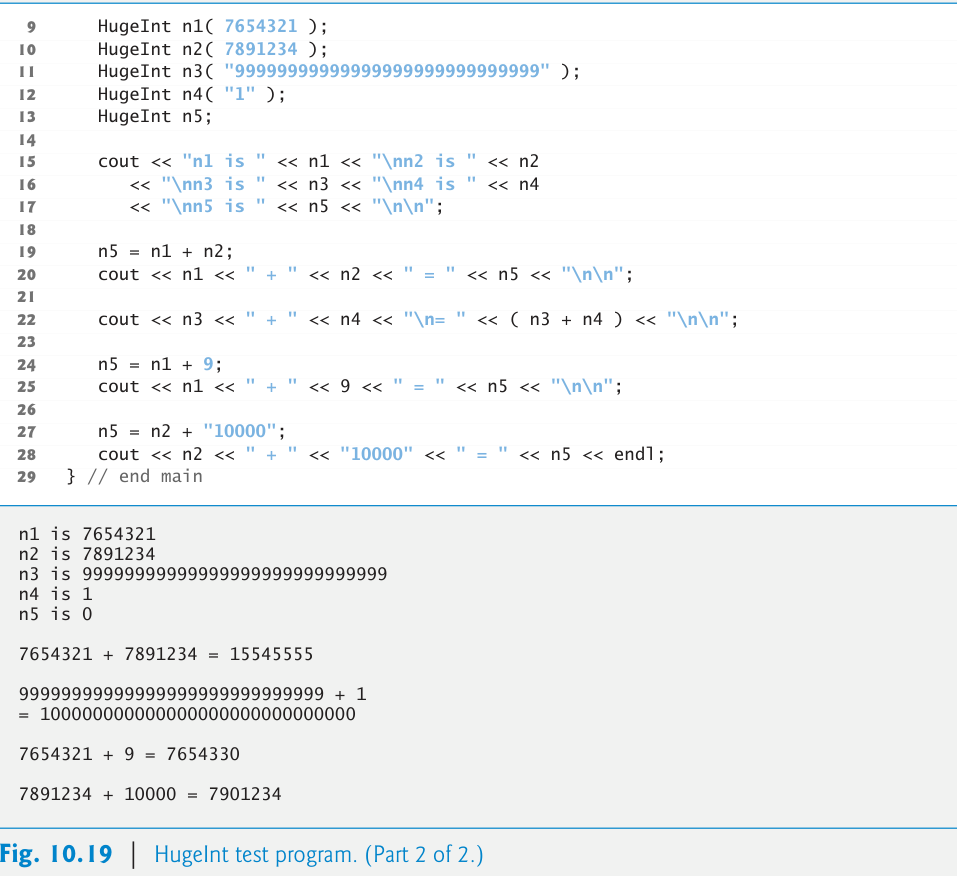 9 HugeInt n1( 7654321 );
10 HugeInt n2( 7891234 );
11 HugeInt n3( "99999999999999999999999999999" );
12 HugeInt n4( "1" );
13 HugeInt n5;
14
15 cout << "n1 is " << n1 << "\nn2 is " << n2
16 << "\nn3 is " << n3 << "\nn4 is " << n4
17 << "\nn5 is " << n5 << "\n\n";
18
19 n5 = n1 + n2;
20 cout << n1 << " + " << n2 << " = " << n5 << "\n\n";
21
22 cout << n3 << " + " << n4 << "\n= " << ( n3 + n4 ) << "\n\n";
23
24 n5 = n1 + 9;
25 cout << n1 << " + " << 9 << " = " << n5 << "\n\n";
26
27 n5 = n2 + "10000";
28 cout << n2 << " + " << "10000" << " = " << n5 << endl;
29 } // end main
n1 is 7654321
n2 is 7891234
n3 is 99999999999999999999999999999
n4 is 1
n5 is 0
7654321 + 7891234 = 15545555
99999999999999999999999999999 + 1
= 100000000000000000000000000000
7654321 + 9 = 7654330
7891234 + 10000 = 7901234
Fig. 10.19 | HugeInt test program. (Part 2 of 2.)